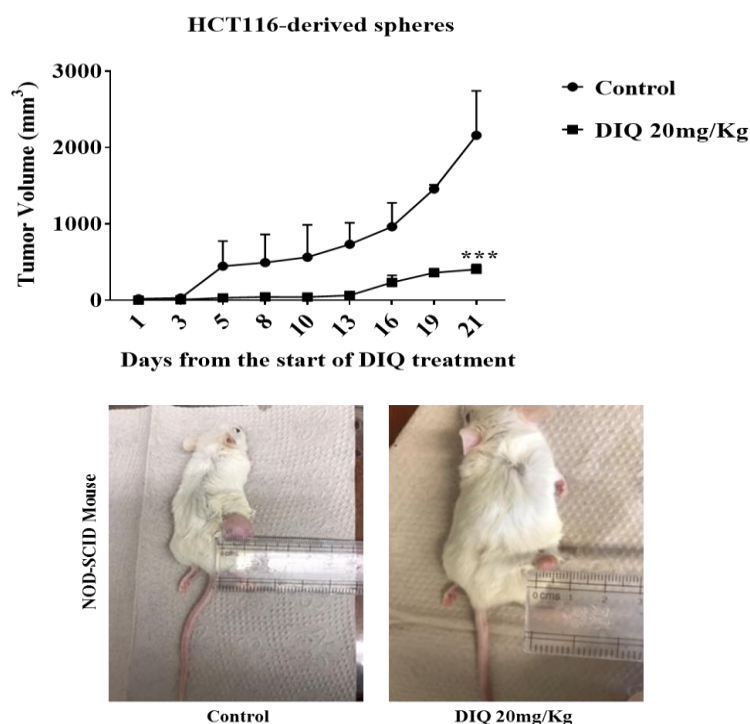 HCT116-derived spheres
Tumor Volume (mm³)
3000
2000
1000
0
Control
DIQ 20mg/Kg
***
1 3 5 8 10 13 16 19 21
Days from the start of DIQ treatment
NOD-SCID Mouse
0 cms 1 2
Control
DIQ 20mg/Kg